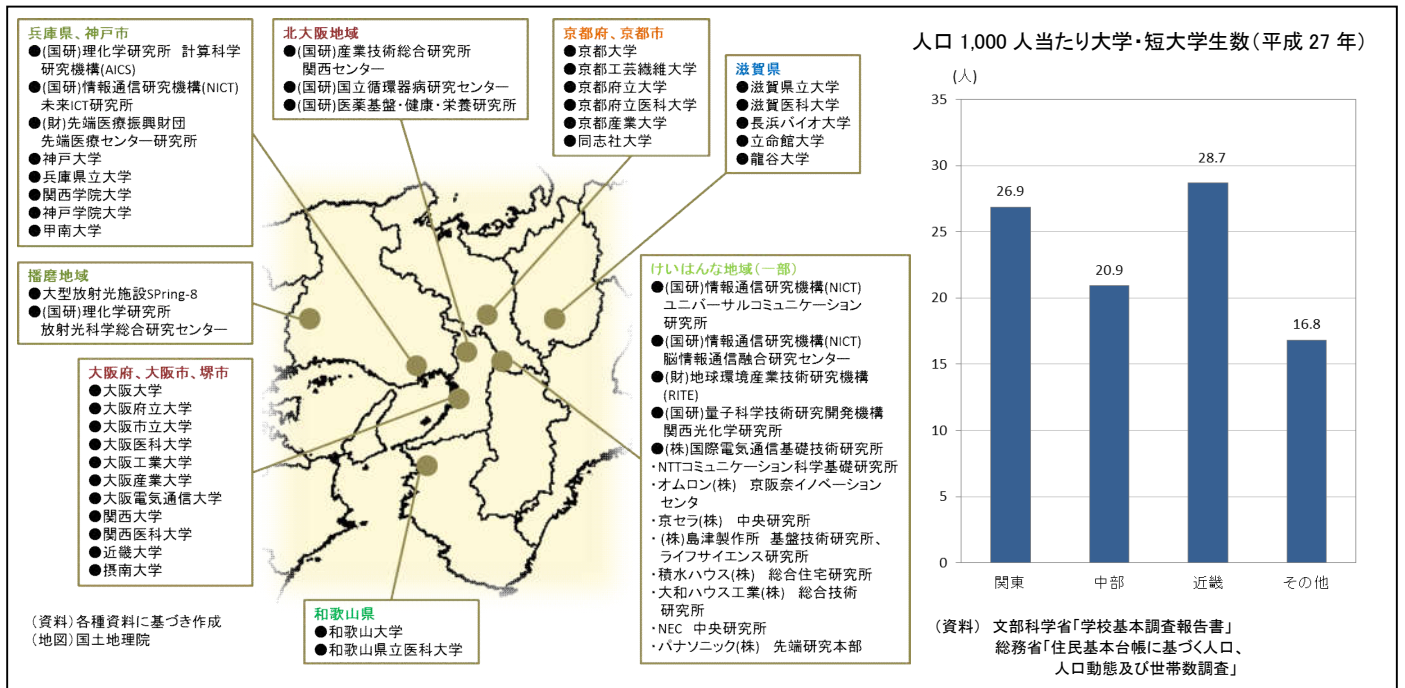 兵庫県、神戸市
●(国研)理化学研究所 計算科学
研究機構(AICS)
●(国研)情報通信研究機構(NICT)
未来ICT研究所
●(財)先端医療振興財団
先端医療センター研究所
●神戸大学
●兵庫県立大学
●関西学院大学
●神戸学院大学
●甲南大学
北大阪地域
●(国研)産業技術総合研究所
関西センター
●(国研)国立循環器病研究センター
●(国研)医薬基盤・健康・栄養研究所
京都府、京都市
●京都大学
●京都工芸繊維大学
●京都府立大学
●京都府立医科大学
●京都産業大学
●同志社大学
滋賀県
●滋賀県立大学
●滋賀医科大学
●長浜バイオ大学
●立命館大学
●龍谷大学
播磨地域
●大型放射光施設SPring-8
●(国研)理化学研究所
放射光科学総合研究センター
大阪府、大阪市、堺市
●大阪大学
●大阪府立大学
●大阪市立大学
●大阪医科大学
●大阪工業大学
●大阪産業大学
●大阪電気通信大学
●関西大学
●関西医科大学
●近畿大学
●摂南大学
和歌山県
●和歌山大学
●和歌山県立医科大学
けいはんな地域(一部)
●(国研)情報通信研究機構(NICT)
ユニバーサルコミュニケーション
研究所
●(国研)情報通信研究機構(NICT)
脳情報通信融合研究センター
●(財)地球環境産業技術研究機構
(RITE)
●(国研)量子科学技術研究開発機構
関西光化学研究所
●(株)国際電気通信基礎技術研究所
・NTTコミュニケーション科学基礎研究所
・オムロン(株) 京阪奈イノベーション
センタ
・京セラ(株) 中央研究所
・(株)島津製作所 基盤技術研究所、
ライフサイエンス研究所
・積水ハウス(株) 総合住宅研究所
・大和ハウス工業(株) 総合技術
研究所
・NEC 中央研究所
・パナソニック(株) 先端研究本部
(資料)各種資料に基づき作成
(地図)国土地理院
人口 1,000 人当たり大学・短大学生数(平成 27 年)
(人)
35
30
25
20
15
10
5
0
26.9
20.9
28.7
16.8
関東
中部
近畿
その他
(資料) 文部科学省「学校基本調査報告書」
総務省「住民基本台帳に基づく人口、
人口動態及び世帯数調査」